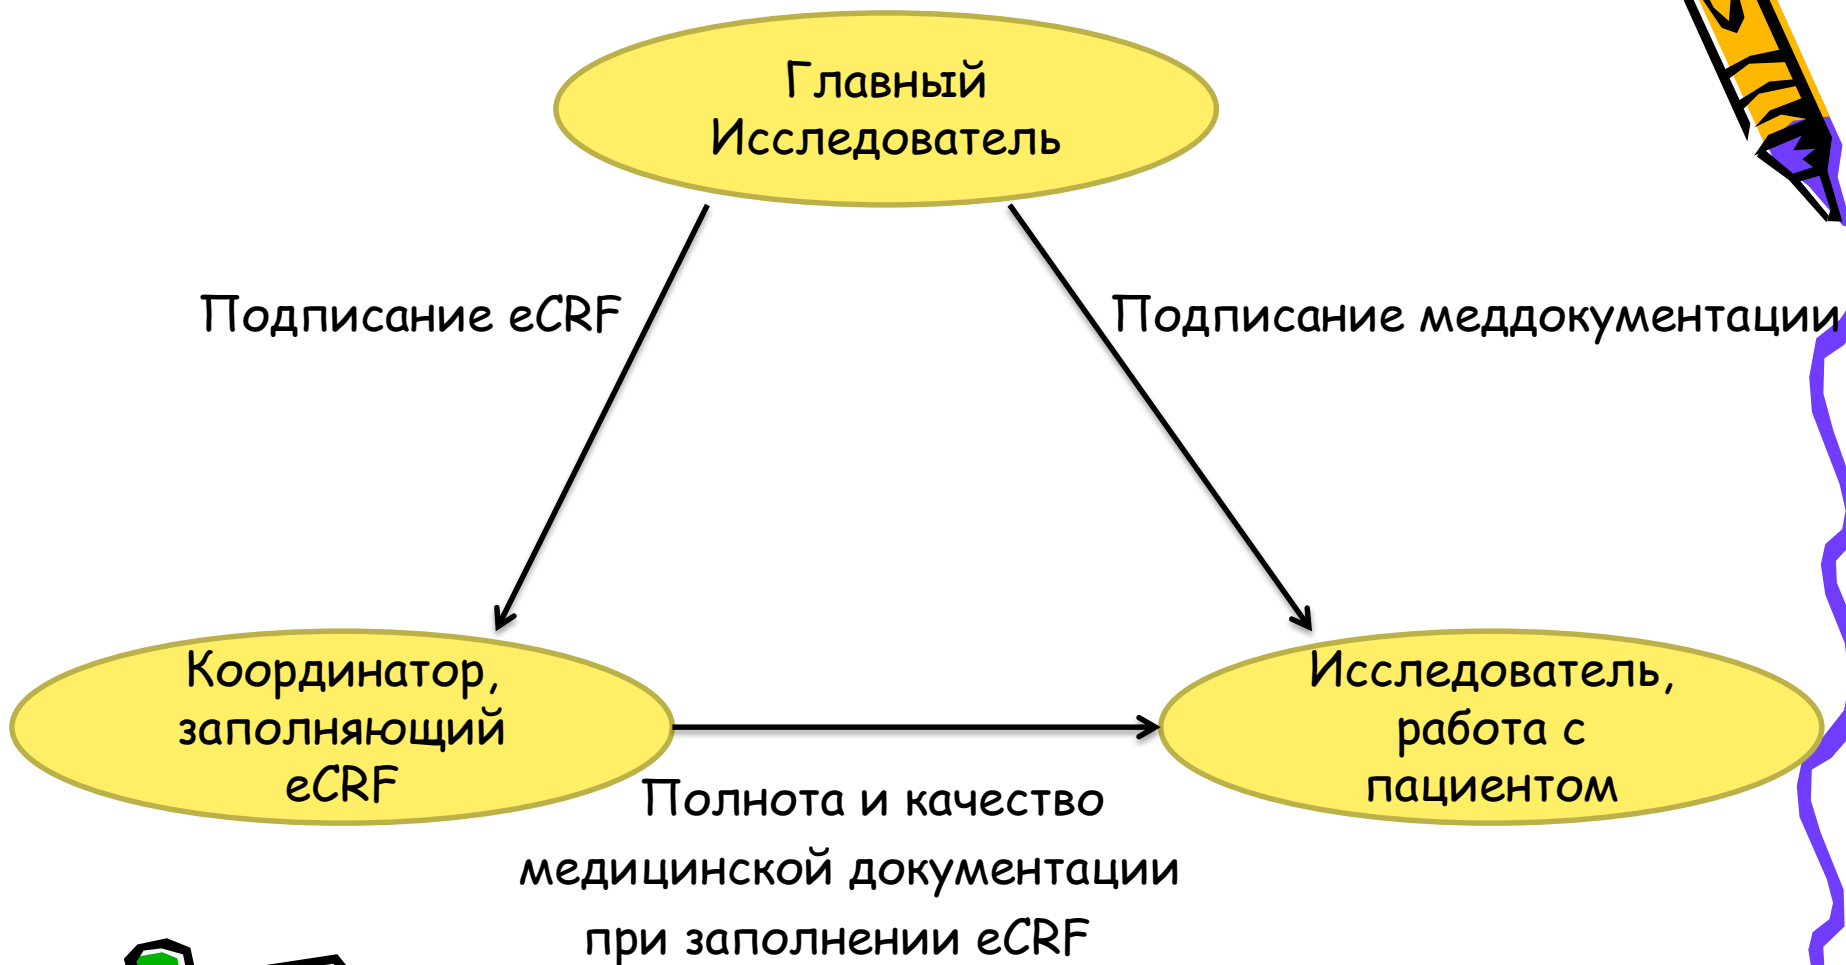 Главный
Исследователь
Подписание eCRF
Подписание меддокументации
Координатор,
заполняющий
eCRF
Исследователь,
работа с
пациентом
Полнота и качество
медицинской документации
при заполнении eCRF